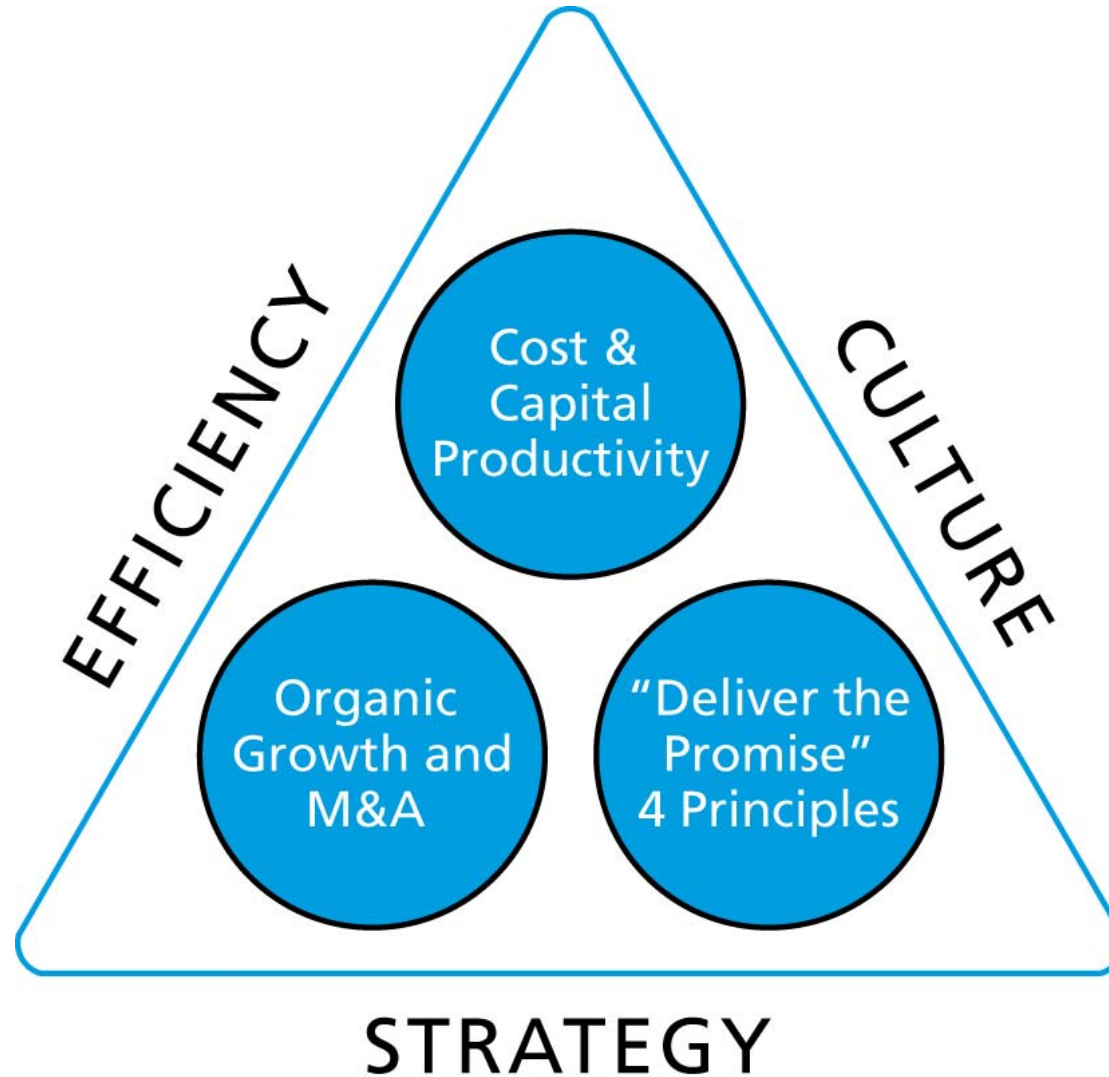 EFFICIENCY
CULTURE
Cost &
Capital
Productivity
Organic
Growth and
M&A
“Deliver the
Promise”
4 Principles
STRATEGY